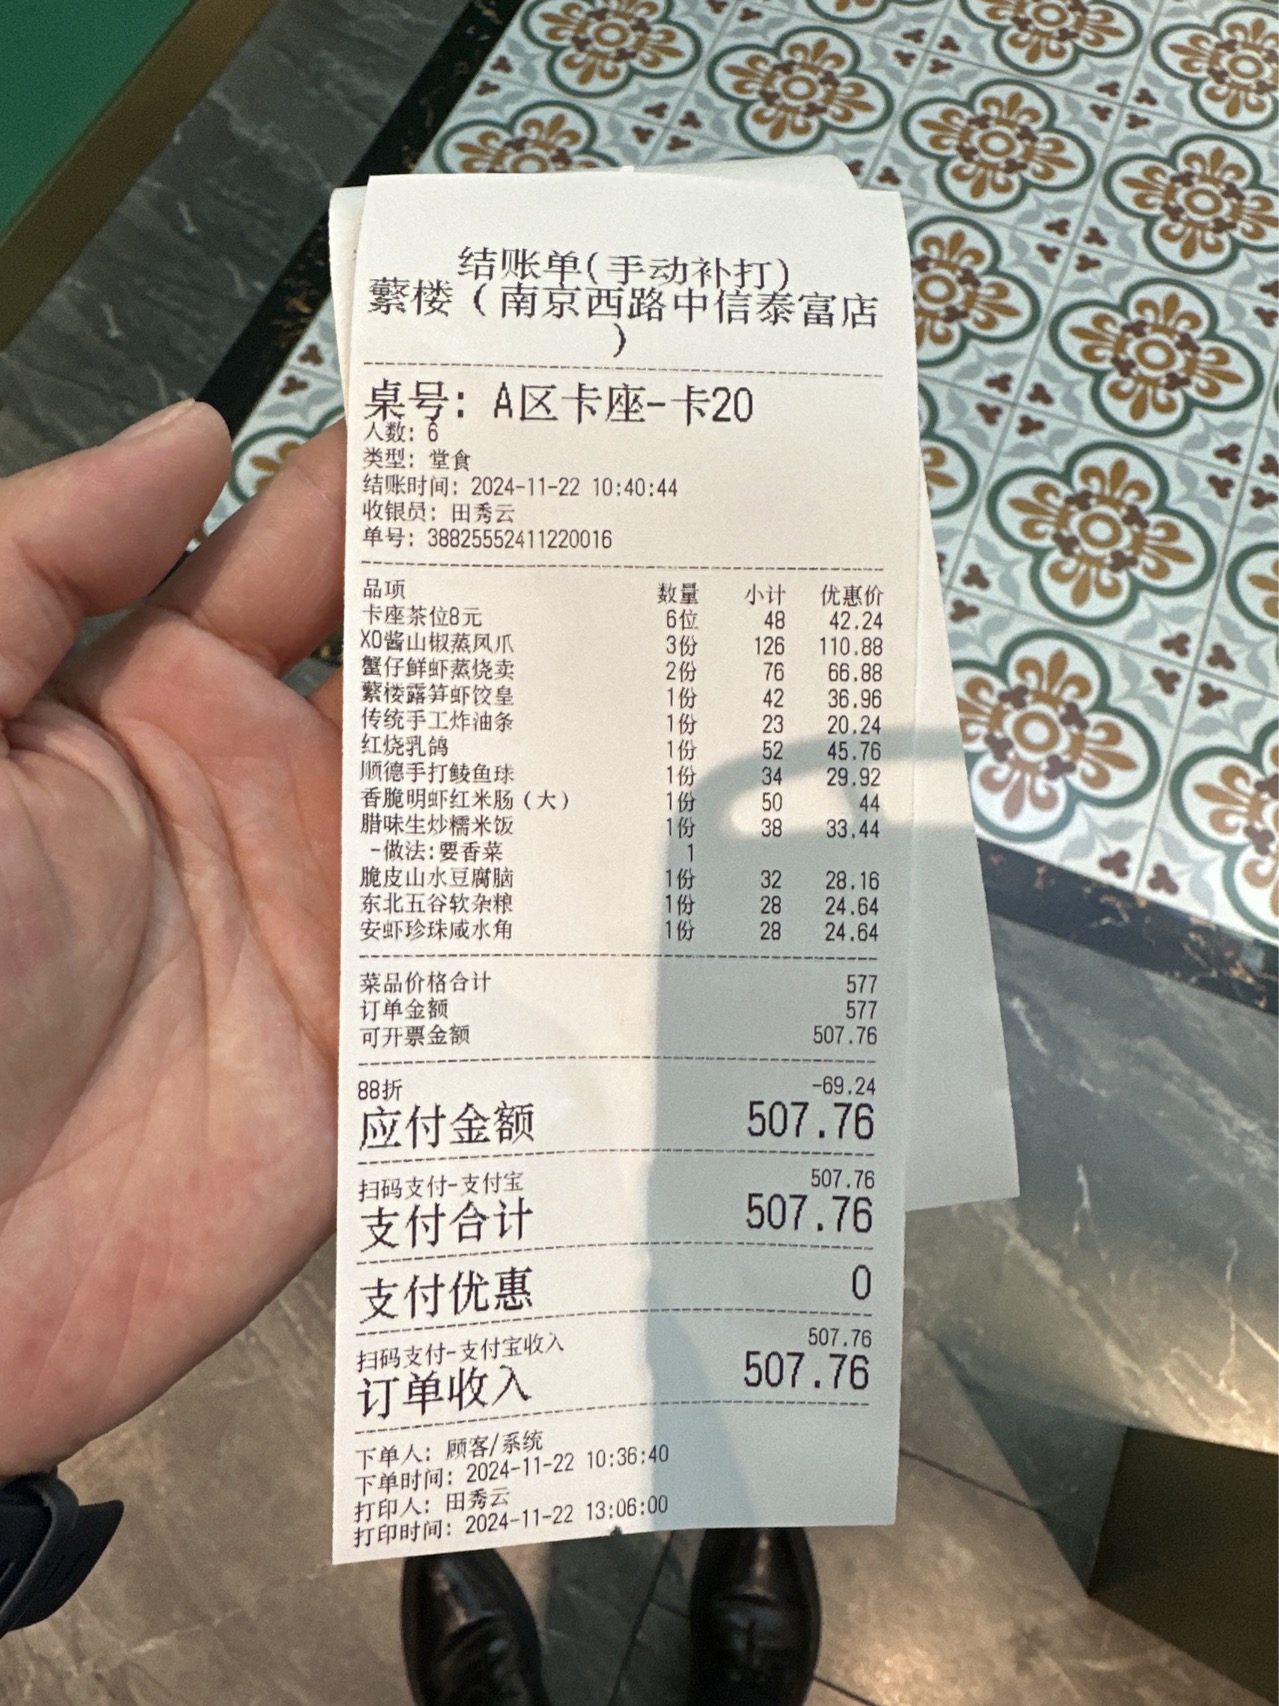 结账单(手动补打)
蘩楼（南京西路中信泰富店
）
桌号: A区卡座-卡20
人数: 6
类型: 堂食
结账时间: 2024-11-22 10:40:44
收银员: 田秀云
单号: 38825552411220016
品项 数量 小计 优惠价
卡座茶位8元 6位 48 42.24
XO酱山椒蒸凤爪 3份 126 110.88
蟹仔鲜虾蒸烧卖 2份 76 66.88
蘩楼露笋虾饺皇 1份 42 36.96
传统手工炸油条 1份 23 20.24
红烧乳鸽 1份 52 45.76
顺德手打鲮鱼球 1份 34 29.92
香脆明虾红米肠（大） 1份 50 44
腊味生炒糯米饭 1份 38 33.44
-做法:要香菜 1
脆皮山水豆腐脑 1份 32 28.16
东北五谷软杂粮 1份 28 24.64
安虾珍珠咸水角 1份 28 24.64
菜品价格合计 577
订单金额 577
可开票金额 507.76
88折 -69.24
应付金额 507.76
扫码支付-支付宝 507.76
支付合计 507.76
支付优惠 0
扫码支付-支付宝收入 507.76
订单收入 507.76
下单人: 顾客/系统
下单时间: 2024-11-22 10:36:40
打印人: 田秀云
打印时间: 2024-11-22 13:06:00